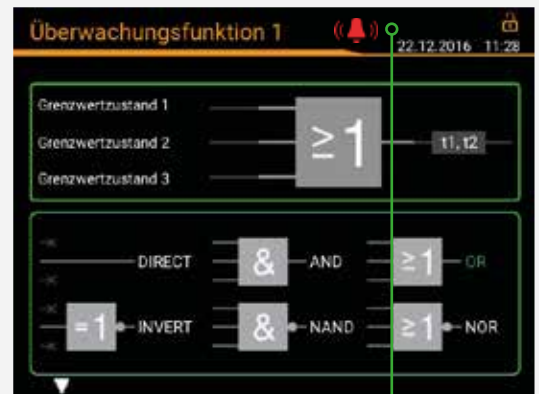 Überwachungsfunktion 1
22.12.2016 11:28
Grenzwertzustand 1
Grenzwertzustand 2
Grenzwertzustand 3
≥1
t1, t2
DIRECT
& AND
≥1 OR
=1 INVERT
& NAND
≥1 NOR